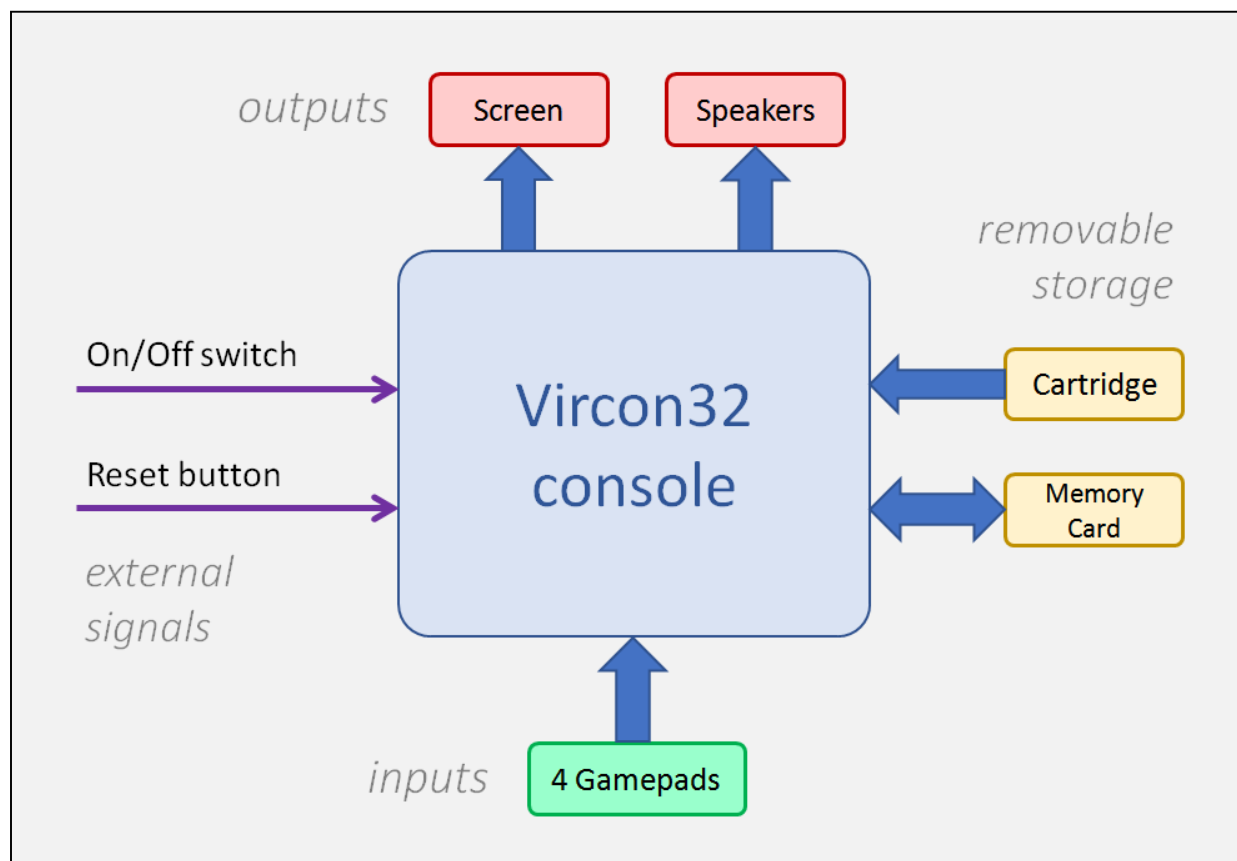 outputs
Screen
Speakers
removable
storage
On/Off switch
Vircon32
console
Cartridge
Reset button
Memory
Card
external
signals
inputs
4 Gamepads